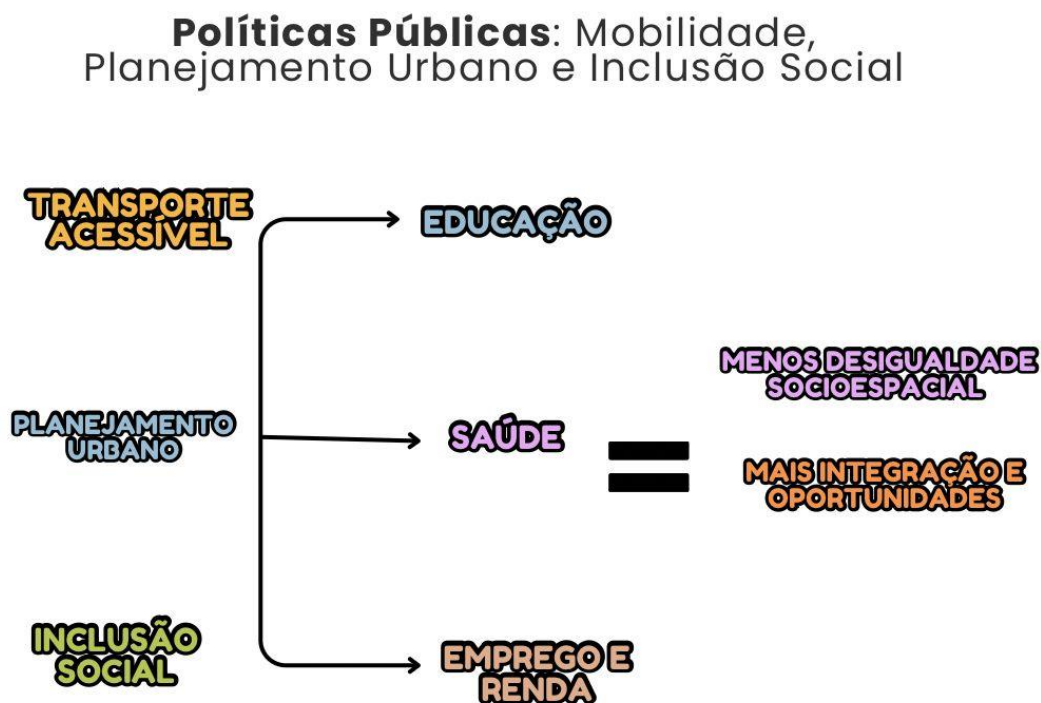 Políticas Públicas: Mobilidade,
Planejamento Urbano e Inclusão Social
TRANSPORTE
ACESSÍVEL
EDUCAÇÃO
PLANEJAMENTO
URBANO
SAÚDE
=
MENOS DESIGUALDADE
SOCIOESPACIAL
MAIS INTEGRAÇÃO E
OPORTUNIDADES
INCLUSÃO
SOCIAL
EMPREGO E
RENDA